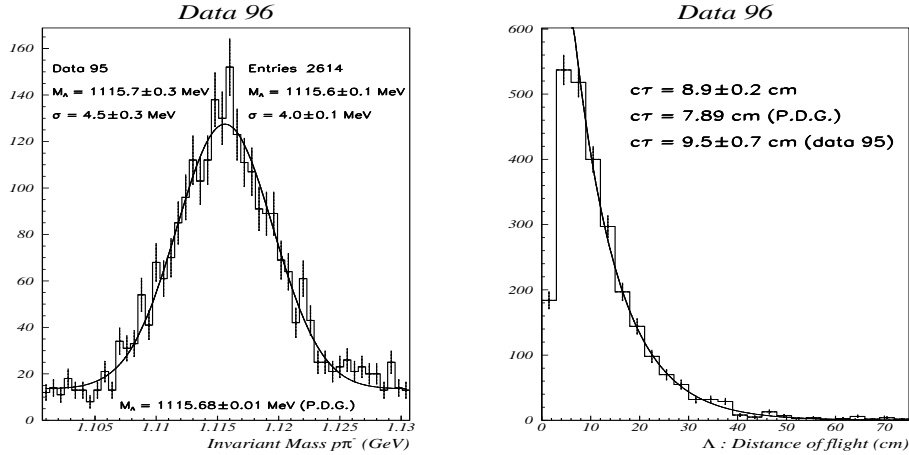 Data 96
160
140
120
100
80
60
40
20
0
Data 95
M_Λ = 1115.7±0.3 MeV
σ = 4.5±0.3 MeV
Entries 2614
M_Λ = 1115.6±0.1 MeV
σ = 4.0±0.1 MeV
M_Λ = 1115.68±0.01 MeV (P.D.G.)
1.105 1.11 1.115 1.12 1.125 1.13
Invariant Mass pπ⁻ (GeV)
Data 96
600
500
400
300
200
100
0
cτ = 8.9±0.2 cm
cτ = 7.89 cm (P.D.G.)
cτ = 9.5±0.7 cm (data 95)
0 10 20 30 40 50 60 70
Λ : Distance of flight (cm)